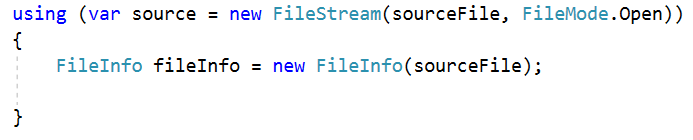 using (var source = new FileStream(sourceFile, FileMode.Open))
{
    FileInfo fileInfo = new FileInfo(sourceFile);
}